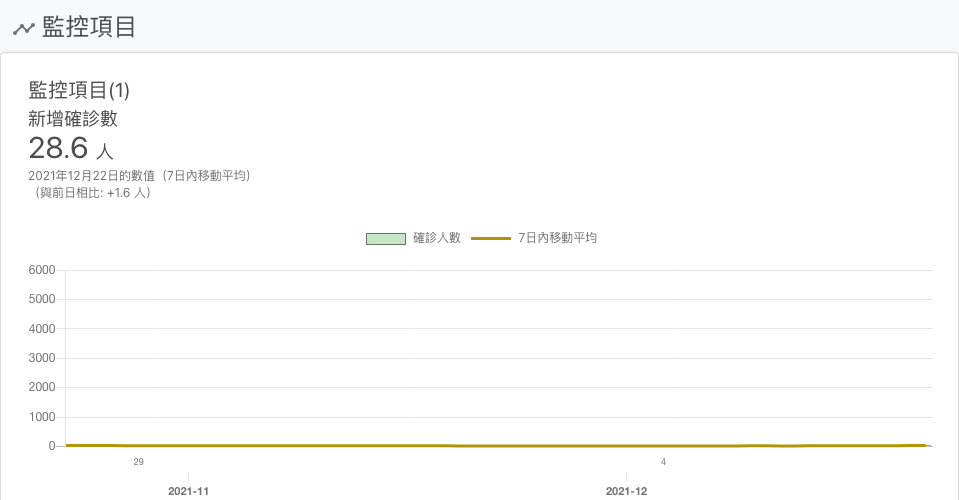 監控項目
監控項目(1)
新增確診數
28.6 人
2021年12月22日的數值（7日內移動平均）
（與前日相比: +1.6 人）
確診人數 7日內移動平均
6000
5000
4000
3000
2000
1000
0
29 4
2021-11 2021-12